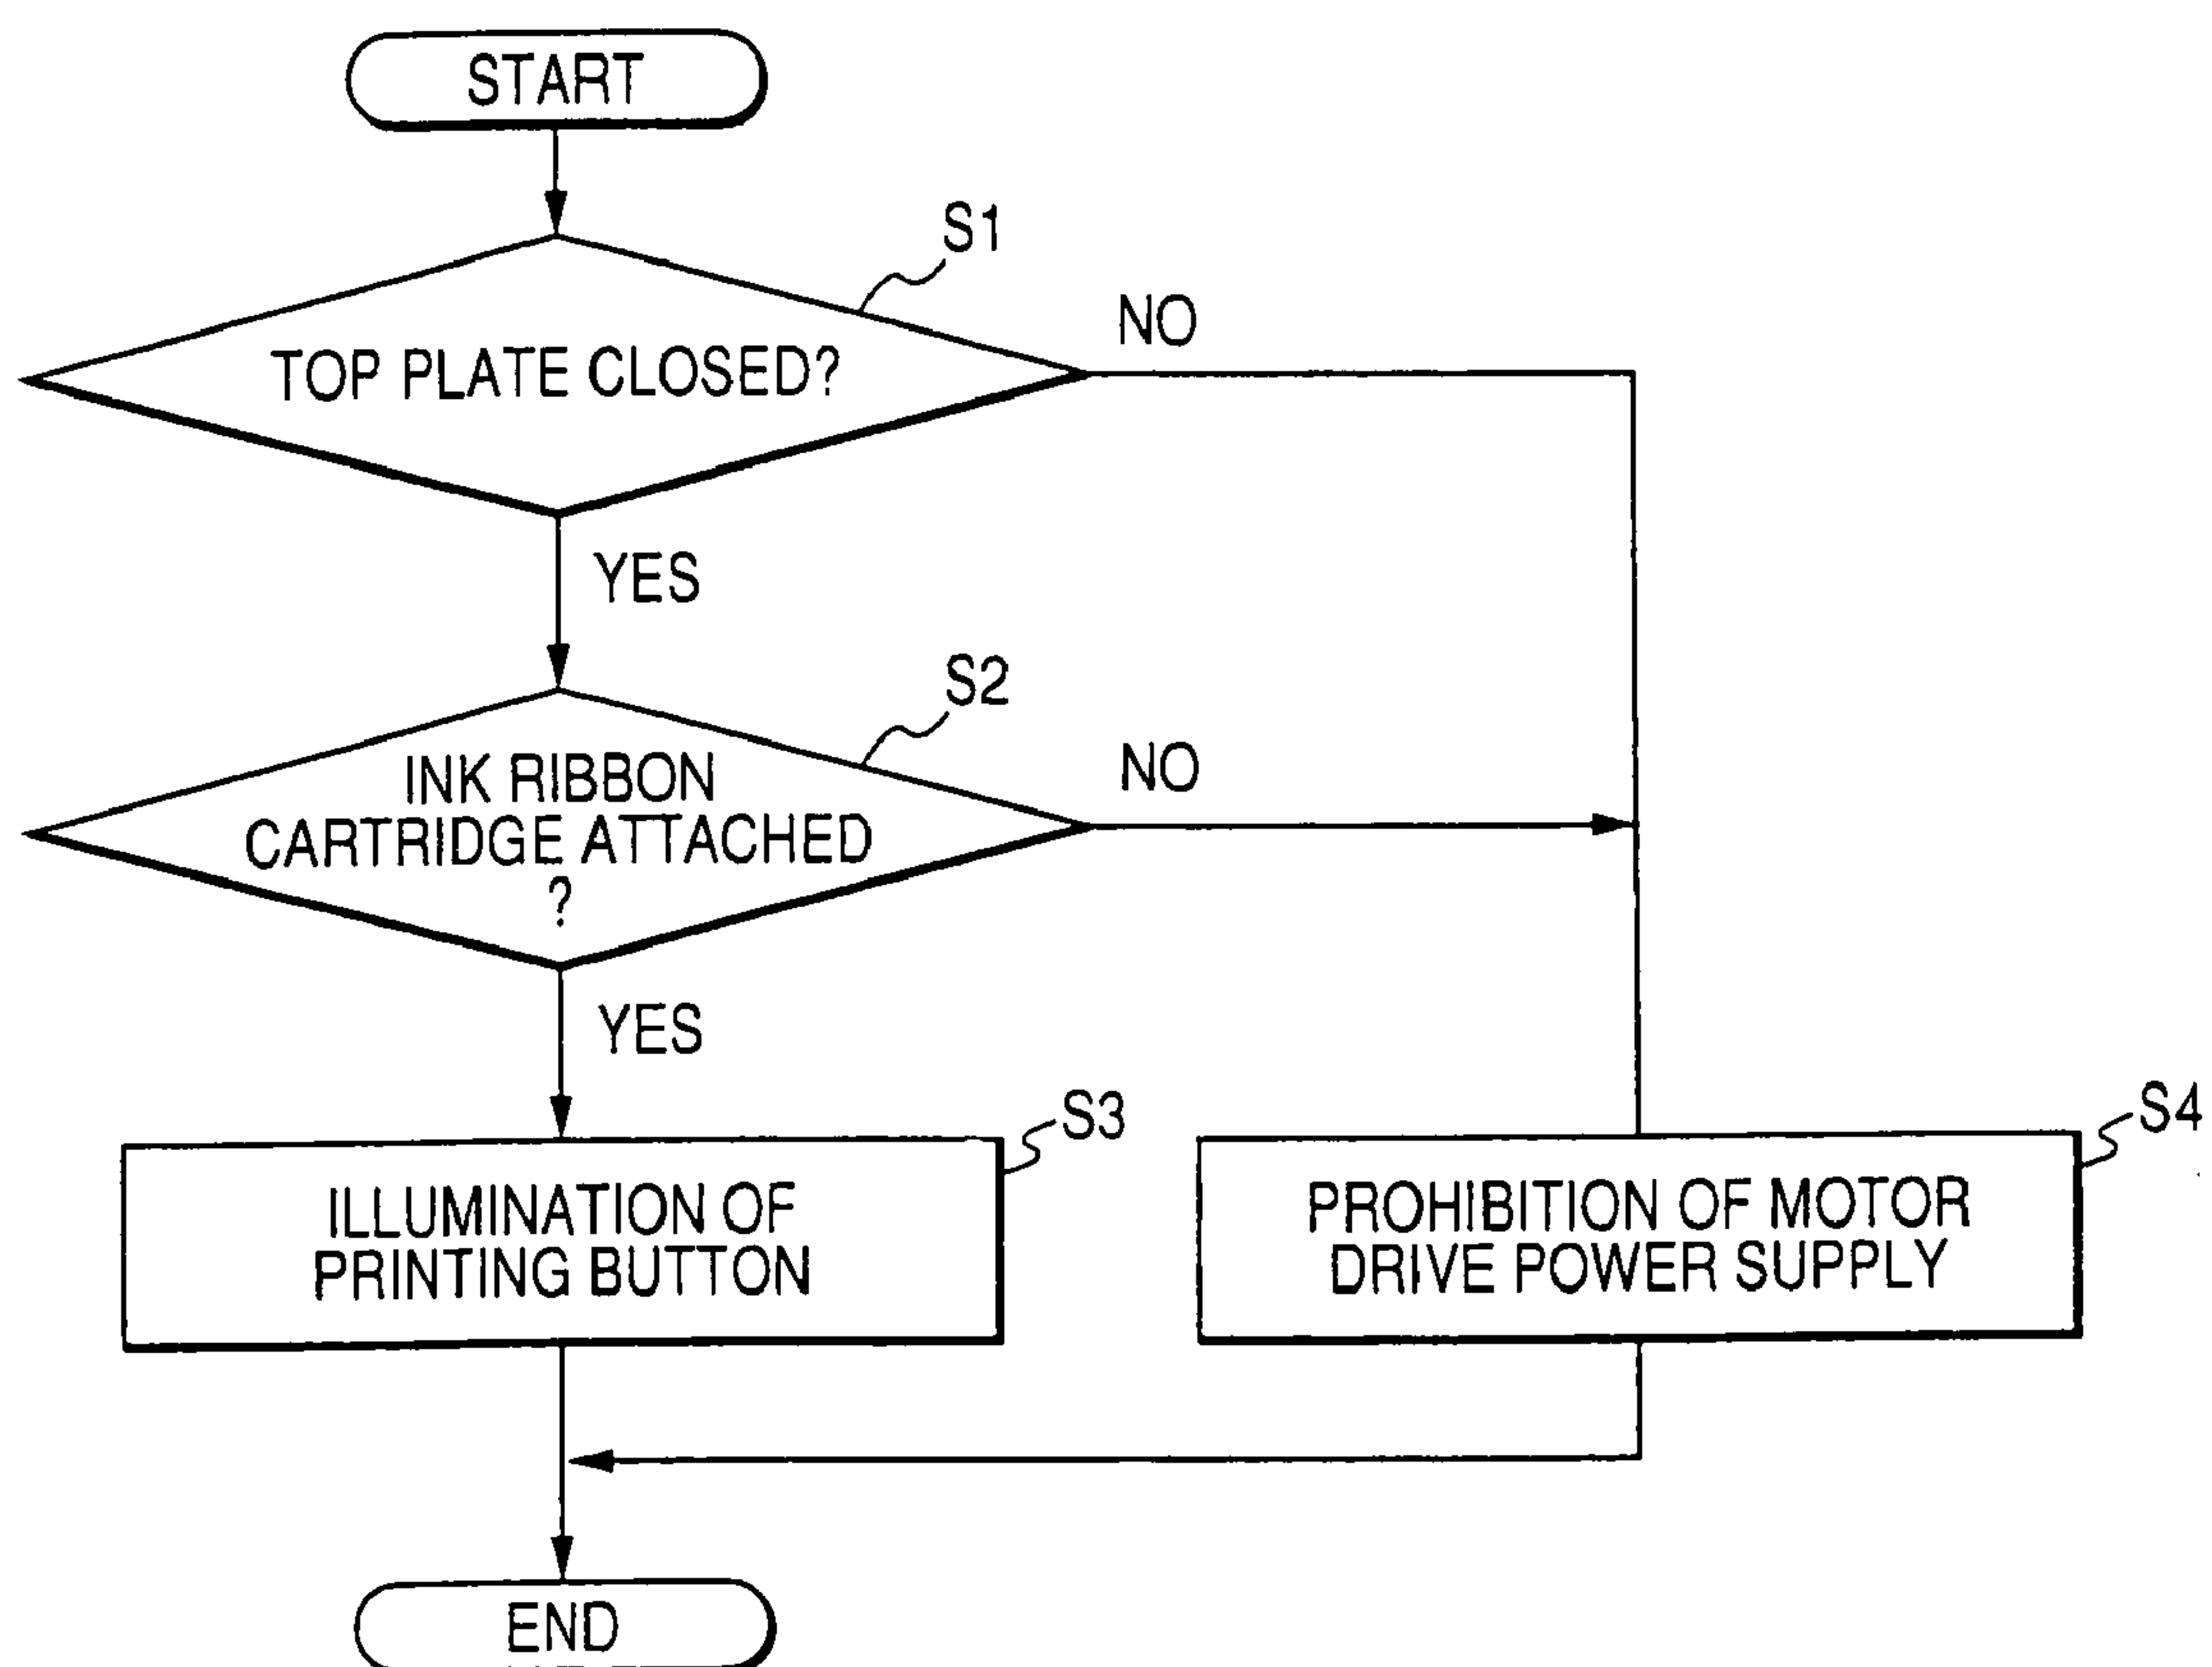 START
S1
NO
TOP PLATE CLOSED?
YES
S2
NO
INK RIBBON
CARTRIDGE ATTACHED
?
YES
S3
S4
ILLUMINATION OF
PRINTING BUTTON
PROHIBITION OF MOTOR
DRIVE POWER SUPPLY
END